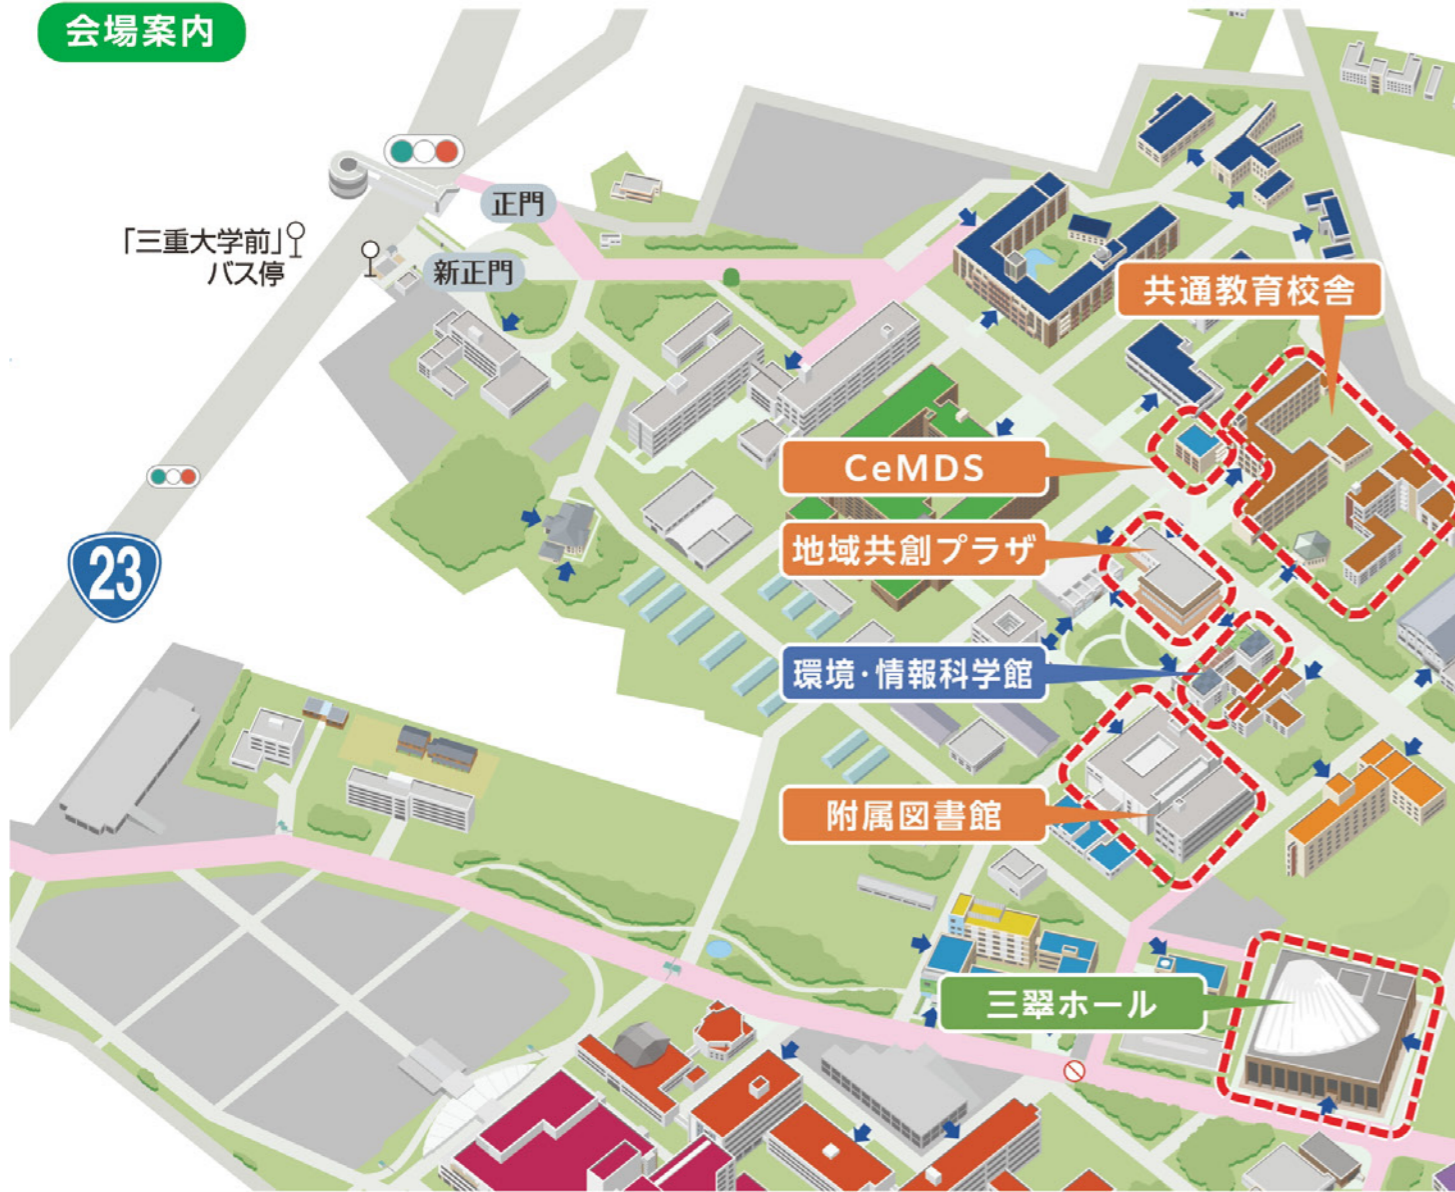 会場案内
正門
「三重大学前」
バス停
新正門
共通教育校舎
CeMDS
地域共創プラザ
23
環境・情報科学館
附属図書館
三翠ホール